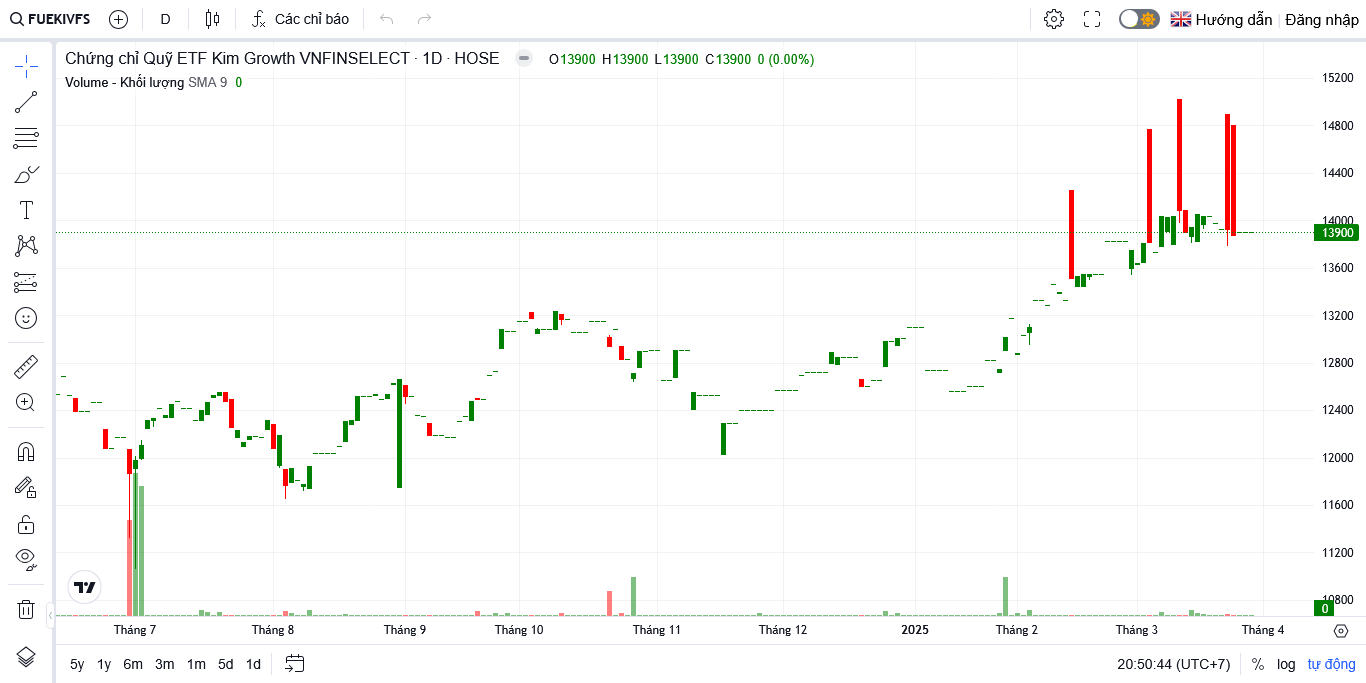 FUEKIVFS D Các chỉ báo Hướng dẫn Đăng nhập
Chứng chỉ Quỹ ETF Kim Growth VNFINSELECT · 1D · HOSE O13900 H13900 L13900 C13900 0 (0.00%)
Volume - Khối lượng SMA 9 0
15200
14800
14400
14000
13900
13600
13200
12800
12400
12000
11600
11200
10800
0
Tháng 7 Tháng 8 Tháng 9 Tháng 10 Tháng 11 Tháng 12 2025 Tháng 2 Tháng 3 Tháng 4
5y 1y 6m 3m 1m 5d 1d 20:50:44 (UTC+7) % log tự động